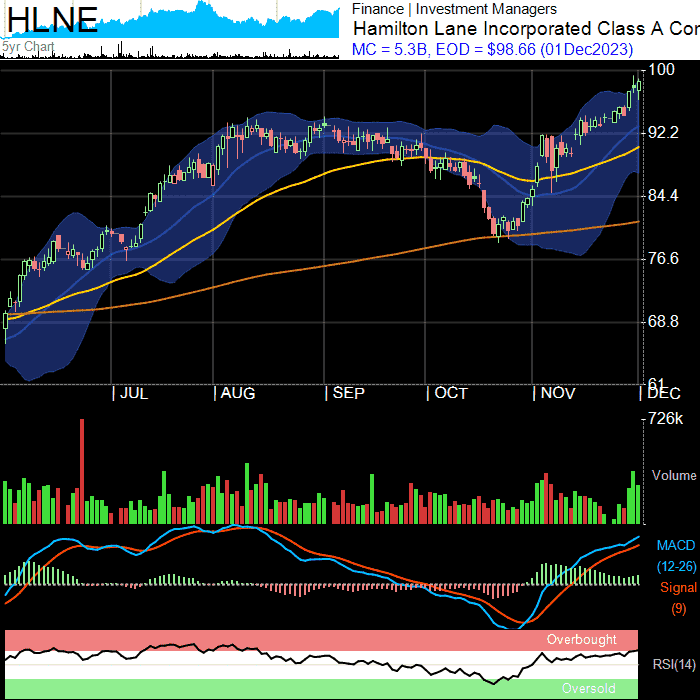 HLNE
5yr Chart
Finance | Investment Managers
Hamilton Lane Incorporated Class A Cor
MC = 5.3B, EOD = $98.66 (01Dec2023)
100
92.2
84.4
76.6
68.8
61
JUL AUG SEP OCT NOV DEC
726k
Volume
MACD
(12-26)
Signal
(9)
Overbought
RSI(14)
Oversold